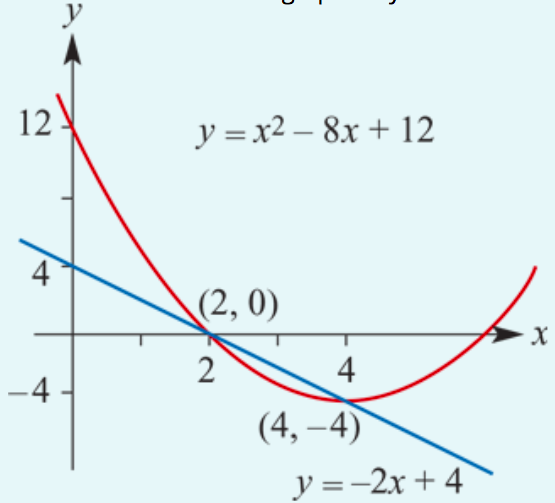 y
12
y = x² – 8x + 12
4
(2, 0)
x
2
4
–4
(4, –4)
y = –2x + 4